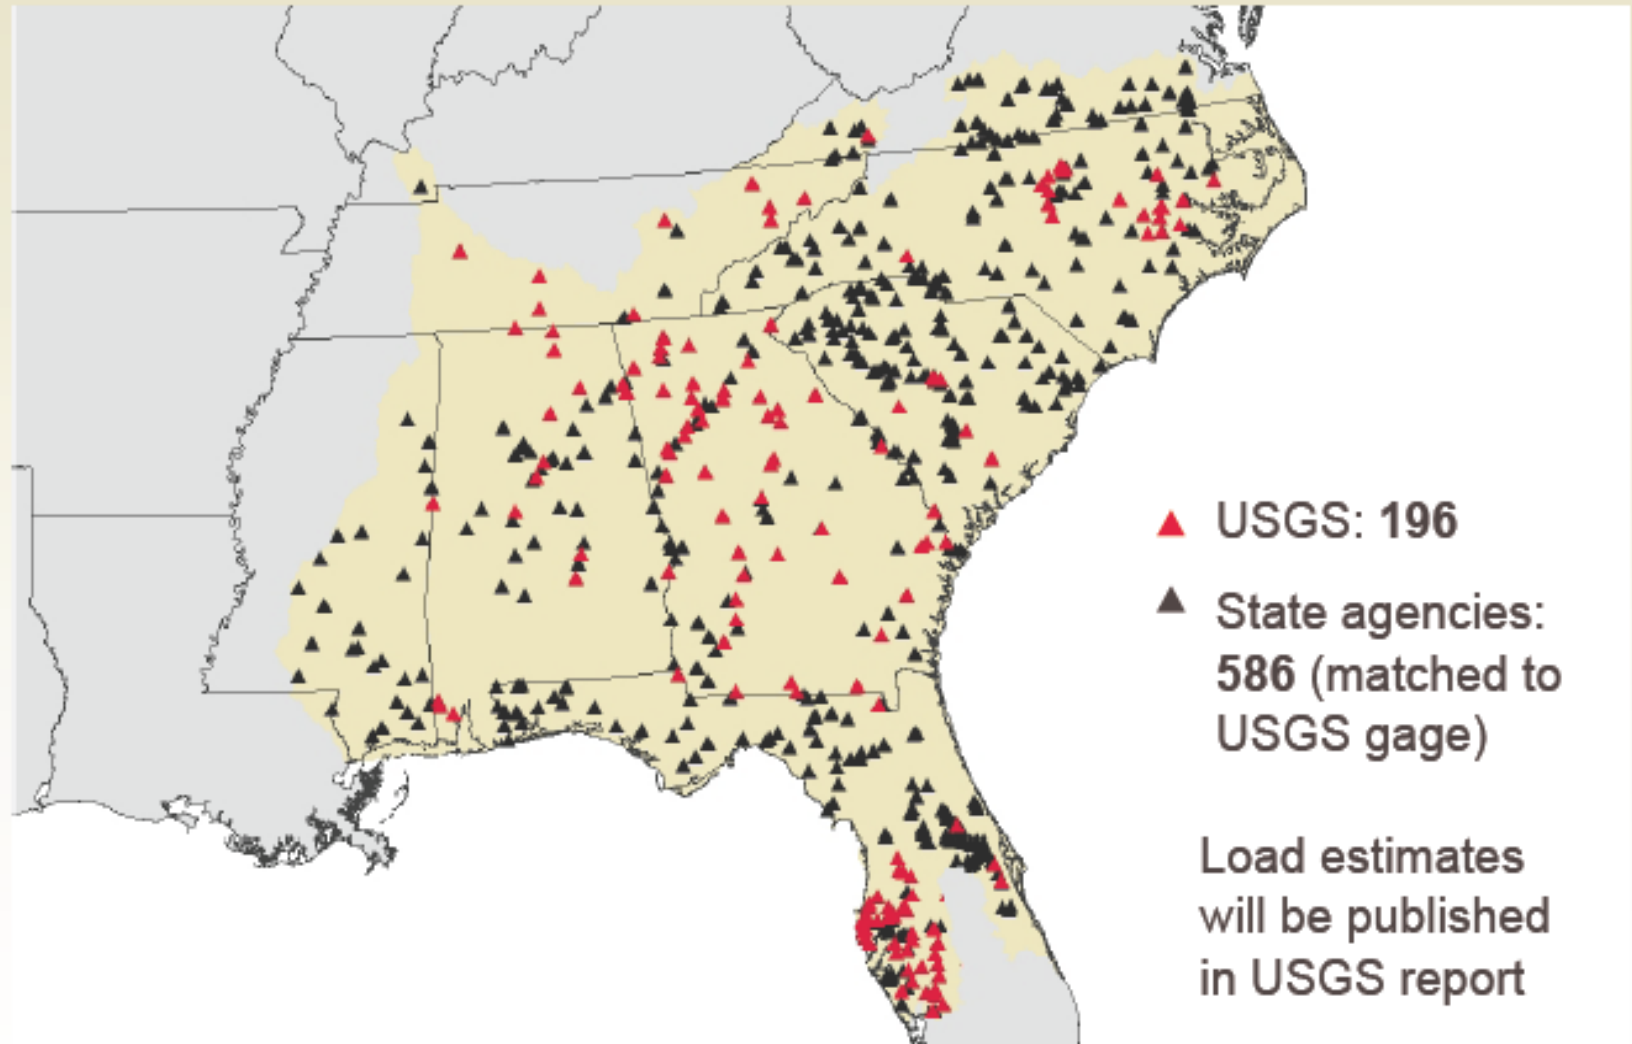 USGS: 196
State agencies:
586 (matched to
USGS gage)
Load estimates
will be published
in USGS report